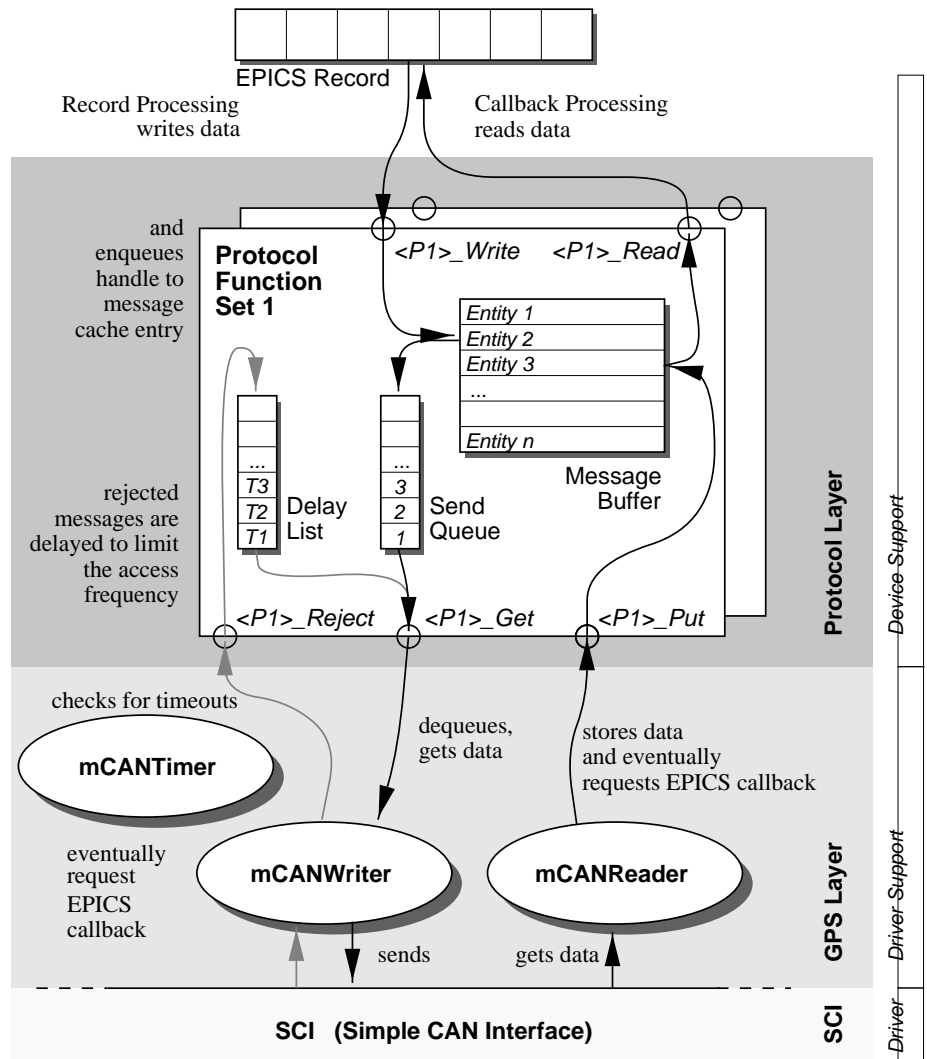 EPICS Record
Record Processing
writes data
Callback Processing
reads data
and
enqueues
handle to
message
cache entry
Protocol
Function
Set 1
<P1>_Write
<P1>_Read
Entity 1
Entity 2
Entity 3
...
Entity n
Message
Buffer
...
T3
T2
T1
Delay
List
...
3
2
1
Send
Queue
rejected
messages are
delayed to limit
the access
frequency
<P1>_Reject
<P1>_Get
<P1>_Put
Protocol Layer
Device Support
checks for timeouts
mCANTimer
dequeues,
gets data
stores data
and eventually
requests EPICS callback
mCANWriter
mCANReader
eventually
request
EPICS
callback
sends
gets data
GPS Layer
Driver Support
SCI (Simple CAN Interface)
SCI
Driver